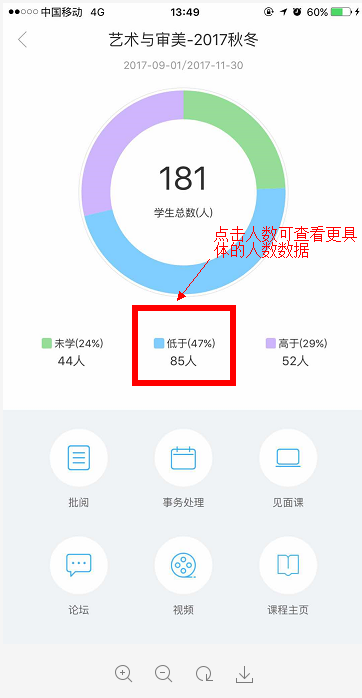 中国移动 4G 13:49 60%
艺术与审美-2017秋冬
2017-09-01/2017-11-30
181
学生总数(人)
点击人数可查看更具
体的人数数据
未学(24%) 低于(47%) 高于(29%)
44人 85人 52人
批阅 事务处理 见面课
论坛 视频 课程主页